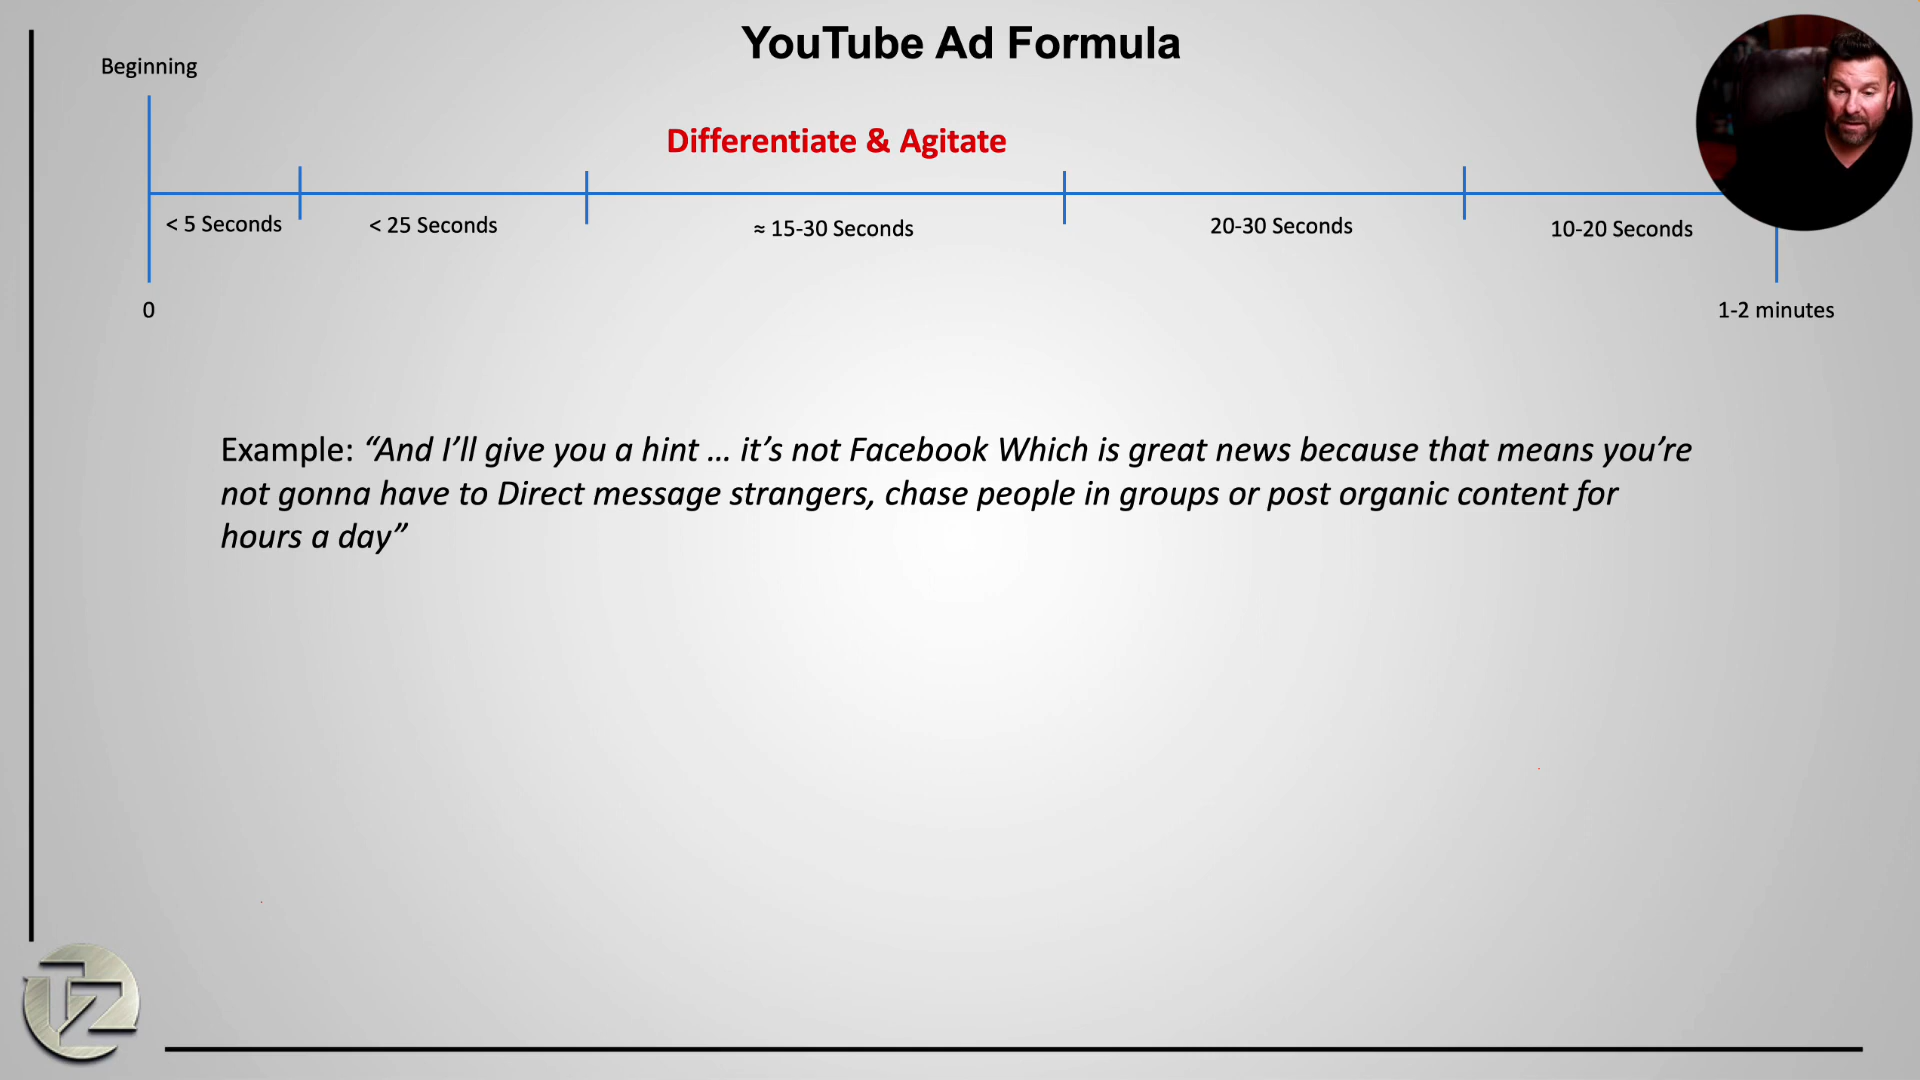 YouTube Ad Formula
Beginning
Differentiate & Agitate
< 5 Seconds
< 25 Seconds
≈ 15-30 Seconds
20-30 Seconds
10-20 Seconds
0
1-2 minutes
Example: “And I’ll give you a hint … it’s not Facebook Which is great news because that means you’re
not gonna have to Direct message strangers, chase people in groups or post organic content for
hours a day”
TZ